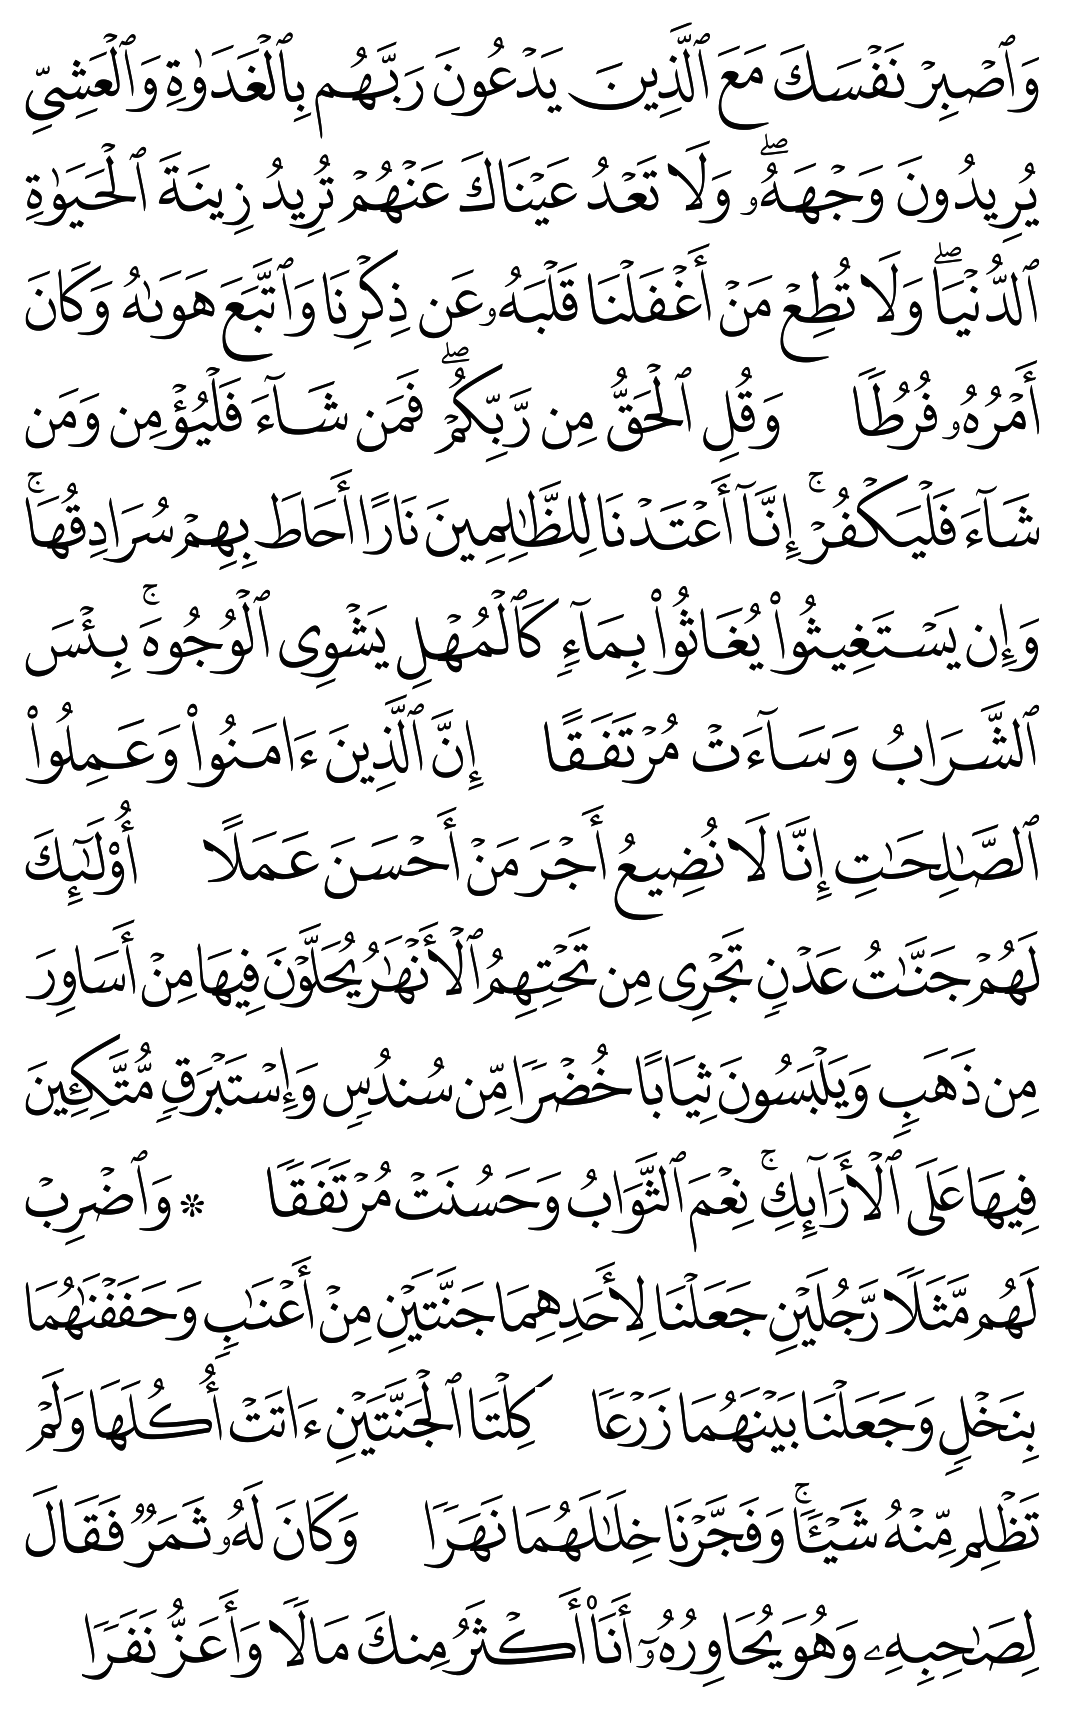 وَٱصۡبِرۡ نَفۡسَكَ مَعَ ٱلَّذِينَ يَدۡعُونَ رَبَّهُم بِٱلۡغَدَوٰةِ وَٱلۡعَشِيِّ
يُرِيدُونَ وَجۡهَهُۥۖ وَلَا تَعۡدُ عَيۡنَاكَ عَنۡهُمۡ تُرِيدُ زِينَةَ ٱلۡحَيَوٰةِ
ٱلدُّنۡيَاۖ وَلَا تُطِعۡ مَنۡ أَغۡفَلۡنَا قَلۡبَهُۥ عَن ذِكۡرِنَا وَٱتَّبَعَ هَوَىٰهُ وَكَانَ
أَمۡرُهُۥ فُرُطٗا وَقُلِ ٱلۡحَقُّ مِن رَّبِّكُمۡۖ فَمَن شَآءَ فَلۡيُؤۡمِن وَمَن
شَآءَ فَلۡيَكۡفُرۡۚ إِنَّآ أَعۡتَدۡنَا لِلظَّٰلِمِينَ نَارًا أَحَاطَ بِهِمۡ سُرَادِقُهَاۚ
وَإِن يَسۡتَغِيثُواْ يُغَاثُواْ بِمَآءٖ كَٱلۡمُهۡلِ يَشۡوِي ٱلۡوُجُوهَۚ بِئۡسَ
ٱلشَّرَابُ وَسَآءَتۡ مُرۡتَفَقًا إِنَّ ٱلَّذِينَ ءَامَنُواْ وَعَمِلُواْ
ٱلصَّٰلِحَٰتِ إِنَّا لَا نُضِيعُ أَجۡرَ مَنۡ أَحۡسَنَ عَمَلًا أُوْلَٰٓئِكَ
لَهُمۡ جَنَّٰتُ عَدۡنٖ تَجۡرِي مِن تَحۡتِهِمُ ٱلۡأَنۡهَٰرُ يُحَلَّوۡنَ فِيهَا مِنۡ أَسَاوِرَ
مِن ذَهَبٖ وَيَلۡبَسُونَ ثِيَابًا خُضۡرٗا مِّن سُندُسٖ وَإِسۡتَبۡرَقٖ مُّتَّكِـِٔينَ
فِيهَا عَلَى ٱلۡأَرَآئِكِۚ نِعۡمَ ٱلثَّوَابُ وَحَسُنَتۡ مُرۡتَفَقٗا ۞ وَٱضۡرِبۡ
لَهُم مَّثَلٗا رَّجُلَيۡنِ جَعَلۡنَا لِأَحَدِهِمَا جَنَّتَيۡنِ مِنۡ أَعۡنَٰبٖ وَحَفَفۡنَٰهُمَا
بِنَخۡلٖ وَجَعَلۡنَا بَيۡنَهُمَا زَرۡعٗا كِلۡتَا ٱلۡجَنَّتَيۡنِ ءَاتَتۡ أُكُلَهَا وَلَمۡ
تَظۡلِم مِّنۡهُ شَيۡـٔٗاۚ وَفَجَّرۡنَا خِلَٰلَهُمَا نَهَرٗا وَكَانَ لَهُۥ ثَمَرٞ فَقَالَ
لِصَٰحِبِهِۦ وَهُوَ يُحَاوِرُهُۥٓ أَنَا۠ أَكۡثَرُ مِنكَ مَالٗا وَأَعَزُّ نَفَرٗا